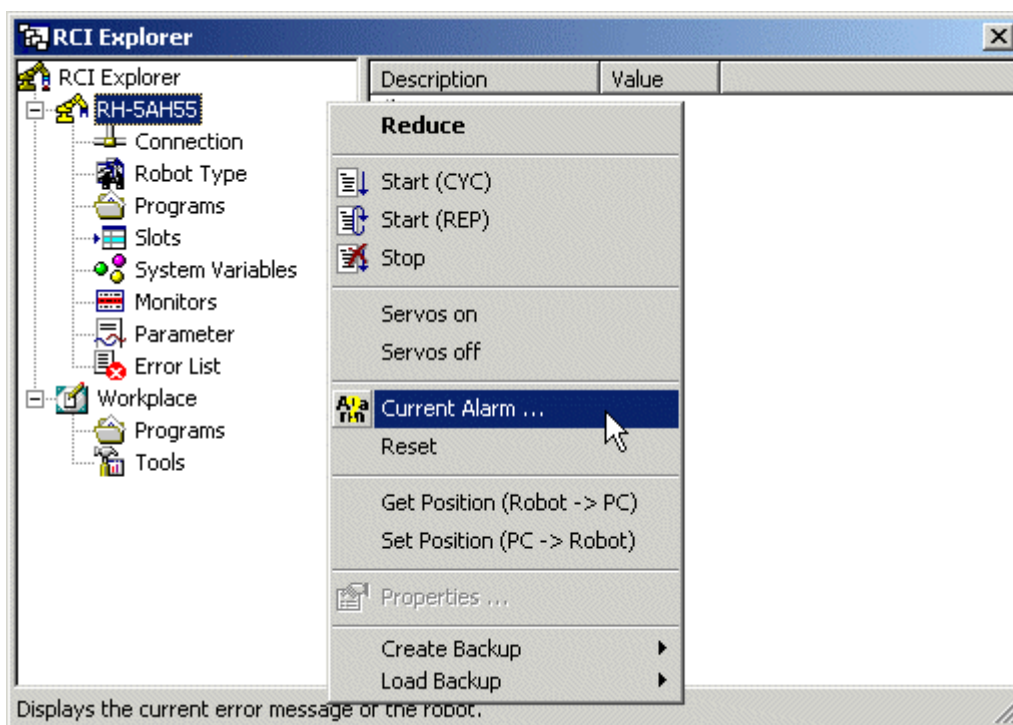 RCI Explorer
RCI Explorer
RH-5AH55
Connection
Robot Type
Programs
Slots
System Variables
Monitors
Parameter
Error List
Workplace
Programs
Tools
Description Value
Reduce
Start (CYC)
Start (REP)
Stop
Servos on
Servos off
Current Alarm ...
Reset
Get Position (Robot -> PC)
Set Position (PC -> Robot)
Properties ...
Create Backup
Load Backup
Displays the current error message of the robot.